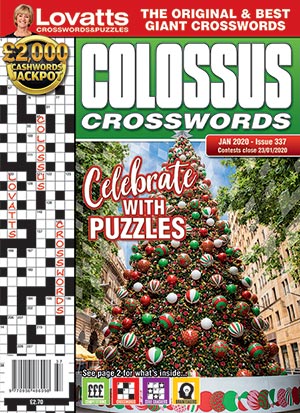 Lovatts
CROSSWORDS&PUZZLES
THE ORIGINAL & BEST
GIANT CROSSWORDS
£2,000
CASHWORDS
JACKPOT
COLOSSUS
CROSSWORDS
JAN 2020 - Issue 337
Contests close 23/01/2020
COLOSSUS
LOVATTS
CROSSWORDS
Celebrate
WITH
PUZZLES
See page 2 for what's inside...
£2.70